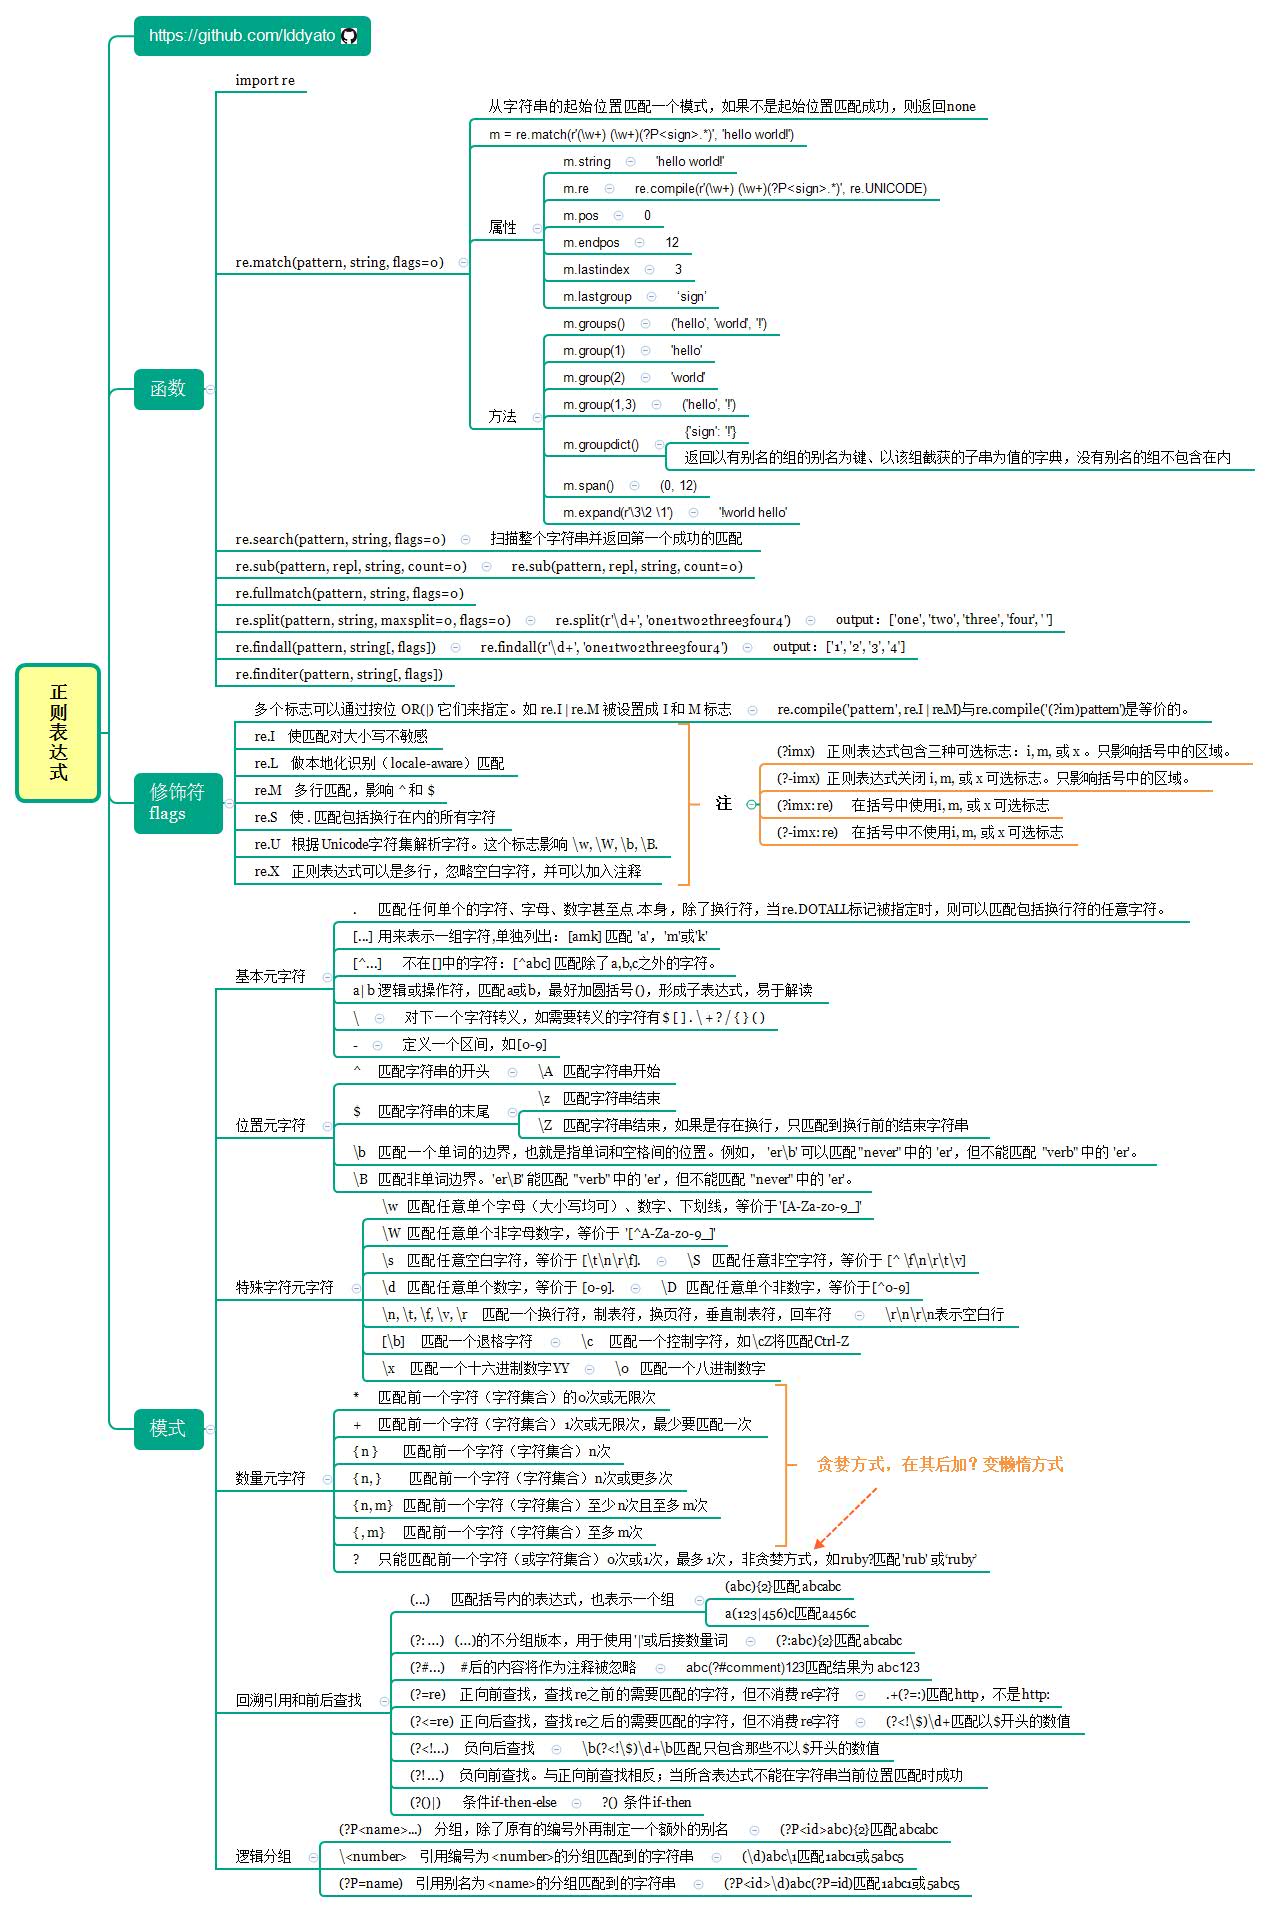 https://github.com/lddyato
import re
从字符串的起始位置匹配一个模式，如果不是起始位置匹配成功，则返回none
m = re.match(r'(\w+) (\w+)(?P<sign>.*)', 'hello world!')
m.string 'hello world!'
m.re re.compile(r'(\w+) (\w+)(?P<sign>.*)', re.UNICODE)
m.pos 0
属性
m.endpos 12
re.match(pattern, string, flags=0)
m.lastindex 3
m.lastgroup ‘sign’
m.groups() ('hello', 'world', '!')
m.group(1) 'hello'
m.group(2) 'world'
函数
m.group(1,3) ('hello', '!')
方法
{'sign': '!'}
m.groupdict()
返回以有别名的组的别名为键、以该组截获的子串为值的字典，没有别名的组不包含在内
m.span() (0, 12)
m.expand(r'\3\2 \1') '!world hello'
re.search(pattern, string, flags=0) 扫描整个字符串并返回第一个成功的匹配
re.sub(pattern, repl, string, count=0) re.sub(pattern, repl, string, count=0)
re.fullmatch(pattern, string, flags=0)
re.split(pattern, string, maxsplit=0, flags=0) re.split(r'\d+', 'one1two2three3four4') output：['one', 'two', 'three', 'four', ' ']
re.findall(pattern, string[, flags]) re.findall(r'\d+', 'one1two2three3four4') output：['1', '2', '3', '4']
re.finditer(pattern, string[, flags])
正则表达式
多个标志可以通过按位 OR(|) 它们来指定。如 re.I | re.M 被设置成 I 和 M 标志 re.compile('pattern', re.I | re.M)与re.compile('(?im)pattern')是等价的。
re.I 使匹配对大小写不敏感
re.L 做本地化识别（locale-aware）匹配
re.M 多行匹配，影响 ^ 和 $
re.S 使 . 匹配包括换行在内的所有字符
re.U 根据Unicode字符集解析字符。这个标志影响 \w, \W, \b, \B.
re.X 正则表达式可以是多行，忽略空白字符，并可以加入注释
修饰符
flags
注
(?imx) 正则表达式包含三种可选标志：i, m, 或 x 。只影响括号中的区域。
(?-imx) 正则表达式关闭 i, m, 或 x 可选标志。只影响括号中的区域。
(?imx: re) 在括号中使用i, m, 或 x 可选标志
(?-imx: re) 在括号中不使用i, m, 或 x 可选标志
. 匹配任何单个的字符、字母、数字甚至点.本身，除了换行符，当re.DOTALL标记被指定时，则可以匹配包括换行符的任意字符。
[...] 用来表示一组字符,单独列出：[amk] 匹配 'a'，'m'或'k'
[^...] 不在[]中的字符：[^abc] 匹配除了a,b,c之外的字符。
基本元字符
a| b 逻辑或操作符，匹配a或b，最好加圆括号()，形成子表达式，易于解读
\ 对下一个字符转义，如需要转义的字符有$ [ ] . \ + ? / { } ( )
- 定义一个区间，如[0-9]
^ 匹配字符串的开头 \A 匹配字符串开始
\z 匹配字符串结束
$ 匹配字符串的末尾
\Z 匹配字符串结束，如果是存在换行，只匹配到换行前的结束字符串
位置元字符
\b 匹配一个单词的边界，也就是指单词和空格间的位置。例如， 'er\b' 可以匹配"never" 中的 'er'，但不能匹配 "verb" 中的 'er'。
\B 匹配非单词边界。'er\B' 能匹配 "verb" 中的 'er'，但不能匹配 "never" 中的 'er'。
\w 匹配任意单个字母（大小写均可）、数字、下划线，等价于'[A-Za-z0-9_]'
\W 匹配任意单个非字母数字，等价于 '[^A-Za-z0-9_]'
\s 匹配任意空白字符，等价于 [\t\n\r\f]. \S 匹配任意非空字符，等价于 [^ \f\n\r\t\v]
特殊字符元字符
\d 匹配任意单个数字，等价于 [0-9]. \D 匹配任意单个非数字，等价于[^0-9]
\n, \t, \f, \v, \r 匹配一个换行符，制表符，换页符，垂直制表符，回车符 \r\n\r\n表示空白行
[\b] 匹配一个退格字符 \c 匹配一个控制字符，如\cZ将匹配Ctrl-Z
\x 匹配一个十六进制数字YY \o 匹配一个八进制数字
模式
* 匹配前一个字符（字符集合）的0次或无限次
+ 匹配前一个字符（字符集合）1次或无限次，最少要匹配一次
{ n } 匹配前一个字符（字符集合）n次
数量元字符
{ n, } 匹配前一个字符（字符集合）n次或更多次
{ n, m} 匹配前一个字符（字符集合）至少 n次且至多 m次
{ , m} 匹配前一个字符（字符集合）至多 m次
贪婪方式，在其后加？变懒惰方式
? 只能匹配前一个字符（或字符集合）0次或1次，最多1次，非贪婪方式，如ruby?匹配'rub' 或‘ruby’
(abc){2}匹配abcabc
(...) 匹配括号内的表达式，也表示一个组
a(123|456)c匹配a456c
(?: ...) (...)的不分组版本，用于使用'|'或后接数量词 (?:abc){2}匹配abcabc
(?#...) #后的内容将作为注释被忽略 abc(?#comment)123匹配结果为 abc123
(?=re) 正向前查找，查找re之前的需要匹配的字符，但不消费re字符 .+(?=:)匹配http，不是http:
回溯引用和前后查找
(?<=re) 正向后查找，查找re之后的需要匹配的字符，但不消费re字符 (?<!\$)\d+匹配以$开头的数值
(?<!...) 负向后查找 \b(?<!\$)\d+\b匹配只包含那些不以$开头的数值
(?! ...) 负向前查找。与正向前查找相反；当所含表达式不能在字符串当前位置匹配时成功
(?()|) 条件if-then-else ?() 条件if-then
(?P<name>...) 分组，除了原有的编号外再制定一个额外的别名 (?P<id>abc){2}匹配abcabc
逻辑分组
\<number> 引用编号为<number>的分组匹配到的字符串 (\d)abc\1匹配1abc1或5abc5
(?P=name) 引用别名为<name>的分组匹配到的字符串 (?P<id>\d)abc(?P=id)匹配1abc1或5abc5